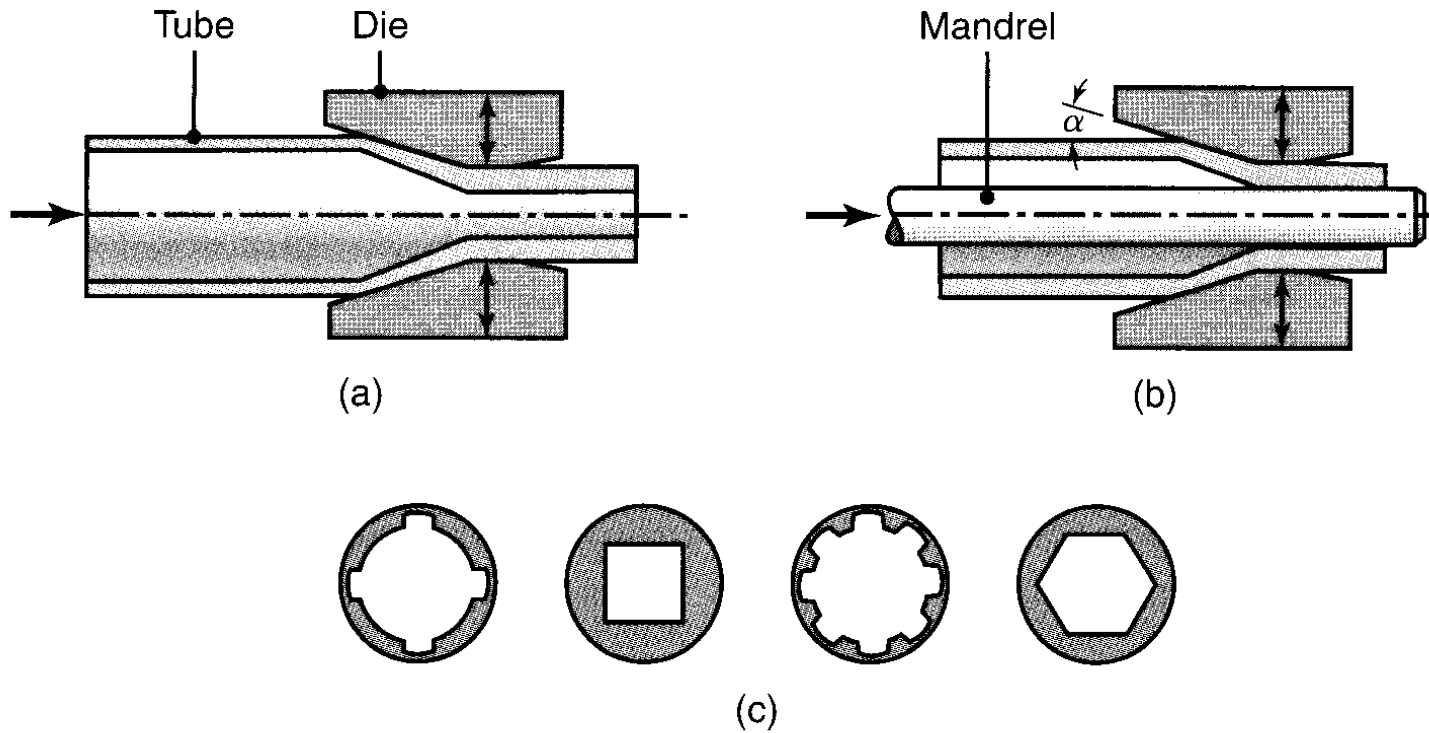 Tube Die
Mandrel
α
(a)
(b)
(c)